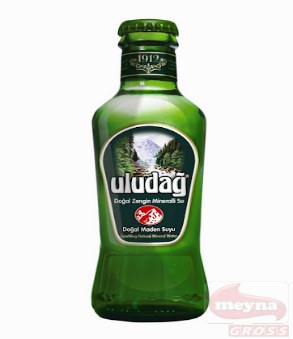 1912
uludağ
Doğal Zengin Mineralli Su
Doğal Maden Suyu
Sparkling Natural Mineral Water
meyna
GROSS